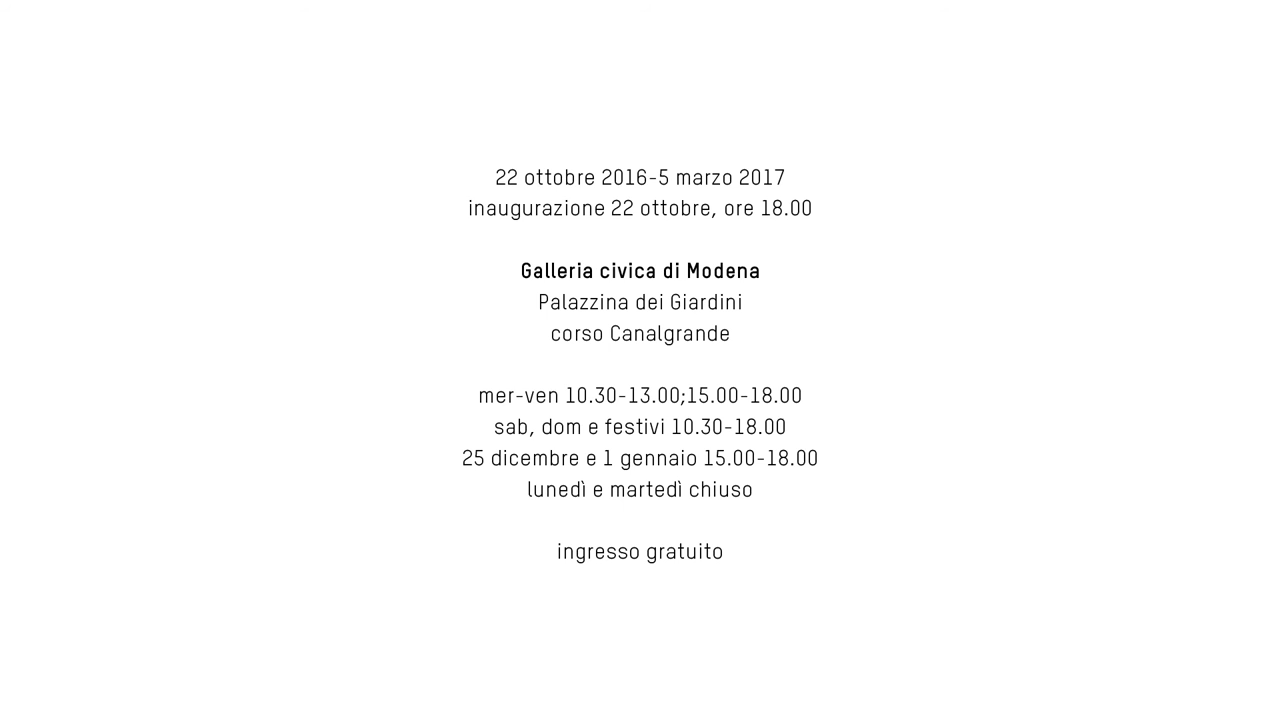 22 ottobre 2016-5 marzo 2017
inaugurazione 22 ottobre, ore 18.00
Galleria civica di Modena
Palazzina dei Giardini
corso Canalgrande
mer-ven 10.30-13.00;15.00-18.00
sab, dom e festivi 10.30-18.00
25 dicembre e 1 gennaio 15.00-18.00
lunedì e martedì chiuso
ingresso gratuito